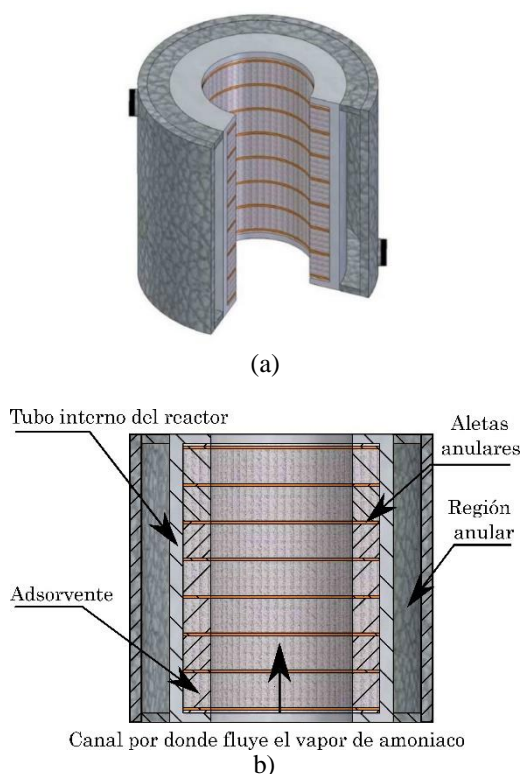 (a)
Tubo interno del reactor
Aletas
anulares
Región
anular
Adsorvente
Canal por donde fluye el vapor de amoniaco
b)